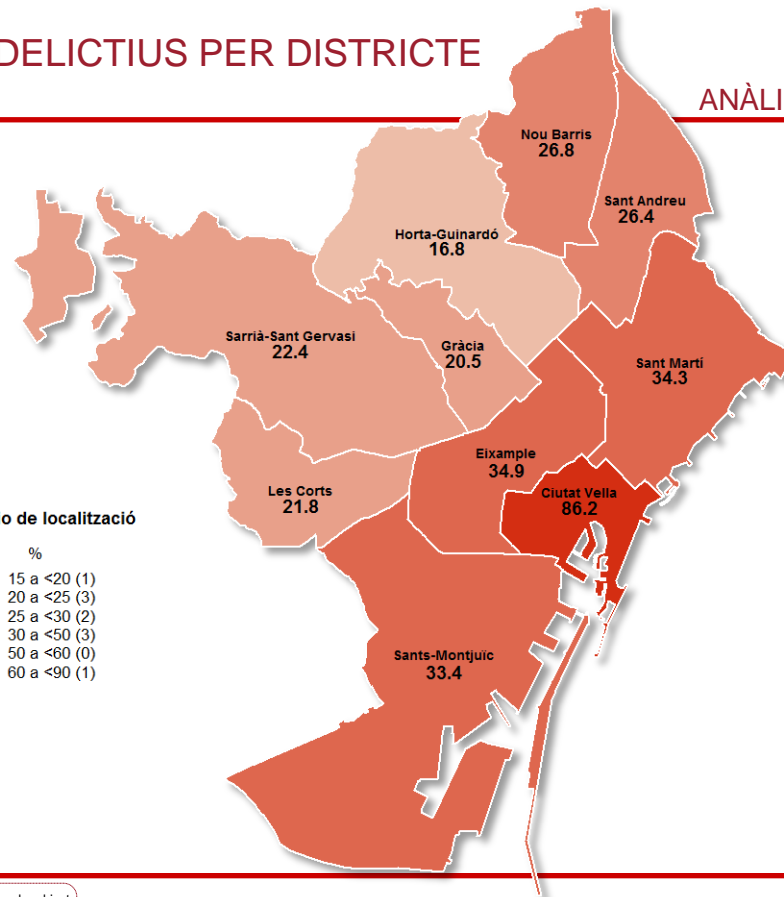 DELICTIUS PER DISTRICTE
ANÀLI
Nou Barris
26.8
Sant Andreu
26.4
Horta-Guinardó
16.8
Sarrià-Sant Gervasi
22.4
Gràcia
20.5
Sant Martí
34.3
Eixample
34.9
Les Corts
21.8
Ciutat Vella
86.2
io de localització
%
15 a <20 (1)
20 a <25 (3)
25 a <30 (2)
30 a <50 (3)
50 a <60 (0)
60 a <90 (1)
Sants-Montjuïc
33.4